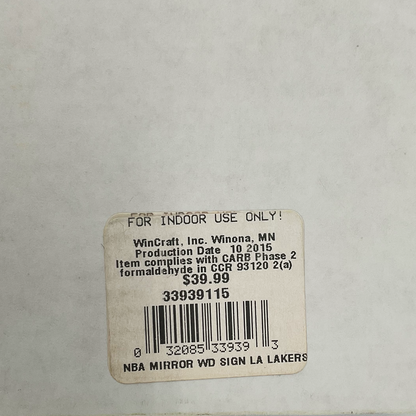 FOR INDOOR USE ONLY!
WinCraft, Inc. Winona, MN
Production Date 10 2015
Item complies with CARB Phase 2
formaldehyde in CCR 93120 2(a)
$39.99
33939115
0 32085 33939 3
NBA MIRROR WD SIGN LA LAKERS